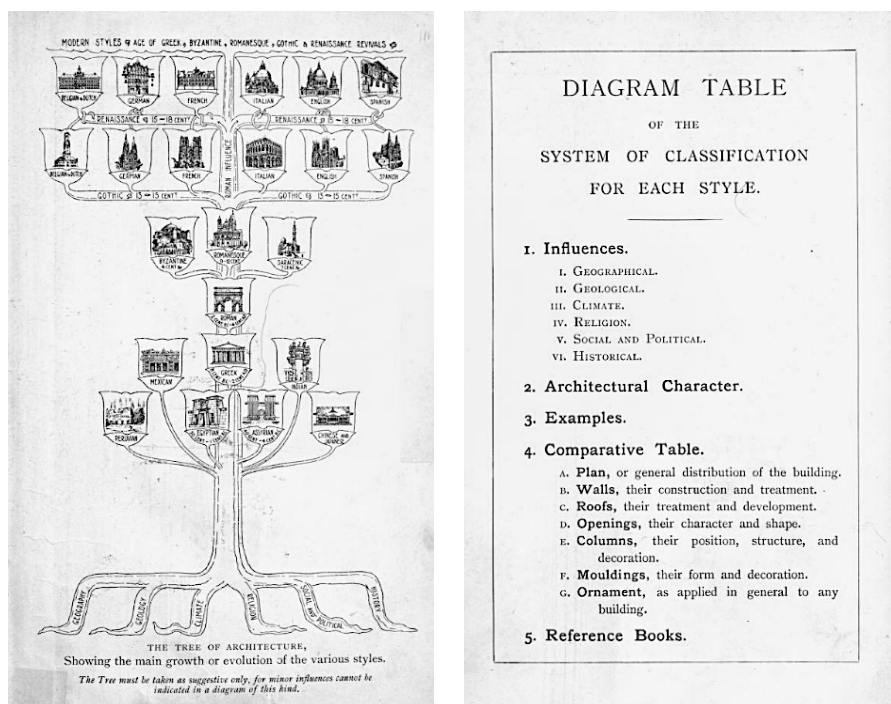 MODERN STYLES & AGE OF GREEK, BYZANTINE, ROMANESQUE, GOTHIC & RENAISSANCE REVIVALS
BELGIAN & DUTCH
GERMAN
FRENCH
ITALIAN
ENGLISH
SPANISH
RENAISSANCE 15-18 CENTY
RENAISSANCE 15-18 CENTY
BELGIAN & DUTCH
GERMAN
FRENCH
ROMAN INFLUENCE
ITALIAN
ENGLISH
SPANISH
GOTHIC 13-15 CENTY
GOTHIC 13-15 CENTY
BYZANTINE
ROMANESQUE
SARACENIC
ROMAN
MEXICAN
GREEK
INDIAN
PERUVIAN
EGYPTIAN
ASSYRIAN
CHINESE AND
JAPANESE
GEOGRAPHY
GEOLOGY
CLIMATE
RELIGION
SOCIAL AND POLITICAL
HISTORY
THE TREE OF ARCHITECTURE,
Showing the main growth or evolution of the various styles.
The Tree must be taken as suggestive only, for minor influences cannot be
indicated in a diagram of this kind.
DIAGRAM TABLE
OF THE
SYSTEM OF CLASSIFICATION
FOR EACH STYLE.
1. Influences.
I. GEOGRAPHICAL.
II. GEOLOGICAL.
III. CLIMATE.
IV. RELIGION.
V. SOCIAL AND POLITICAL.
VI. HISTORICAL.
2. Architectural Character.
3. Examples.
4. Comparative Table.
A. Plan, or general distribution of the building.
B. Walls, their construction and treatment.
C. Roofs, their treatment and development.
D. Openings, their character and shape.
E. Columns, their position, structure, and
decoration.
F. Mouldings, their form and decoration.
G. Ornament, as applied in general to any
building.
5. Reference Books.